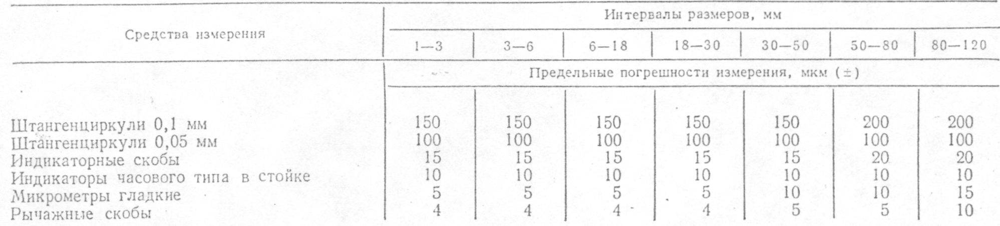 Средства измерения
Интервалы размеров, мм
1—3 3—6 6—18 18—30 30—50 50—80 80—120
Предельные погрешности измерения, мкм (±)
Штангенциркули 0,1 мм 150 150 150 150 150 200 200
Штангенциркули 0,05 мм 100 100 100 100 100 100 100
Индикаторные скобы 15 15 15 15 15 20 20
Индикаторы часового типа в стойке 10 10 10 10 10 10 10
Микрометры гладкие 5 5 5 5 10 10 15
Рычажные скобы 4 4 4 4 5 5 10